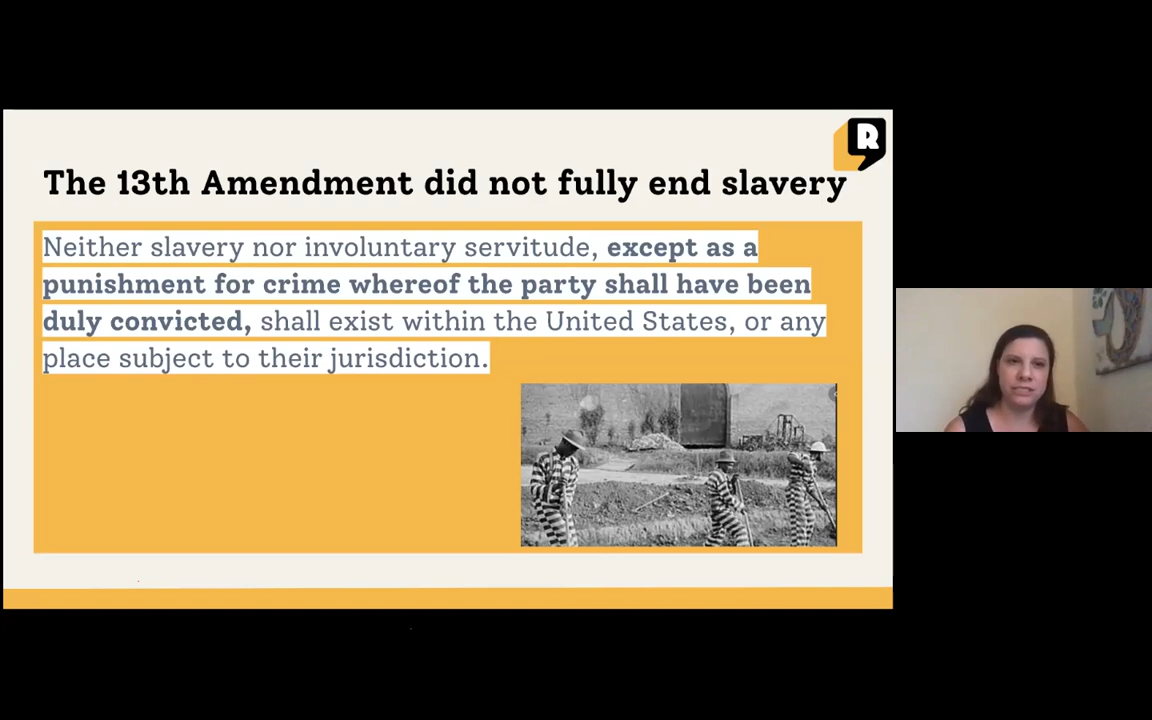 R
The 13th Amendment did not fully end slavery
Neither slavery nor involuntary servitude, except as a
punishment for crime whereof the party shall have been
duly convicted, shall exist within the United States, or any
place subject to their jurisdiction.